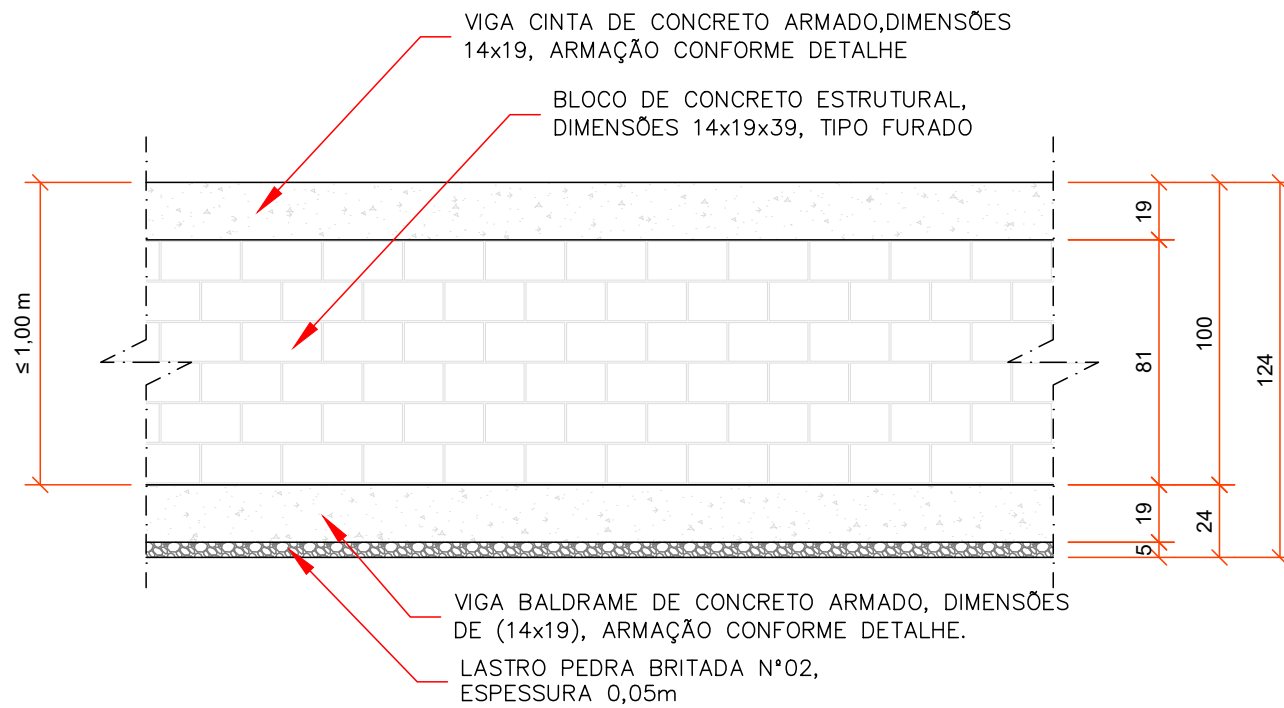 VIGA CINTA DE CONCRETO ARMADO,DIMENSÕES
14x19, ARMAÇÃO CONFORME DETALHE
BLOCO DE CONCRETO ESTRUTURAL,
DIMENSÕES 14x19x39, TIPO FURADO
≤ 1,00 m
19
81
100
124
19
24
5
VIGA BALDRAME DE CONCRETO ARMADO, DIMENSÕES
DE (14x19), ARMAÇÃO CONFORME DETALHE.
LASTRO PEDRA BRITADA Nº02,
ESPESSURA 0,05m